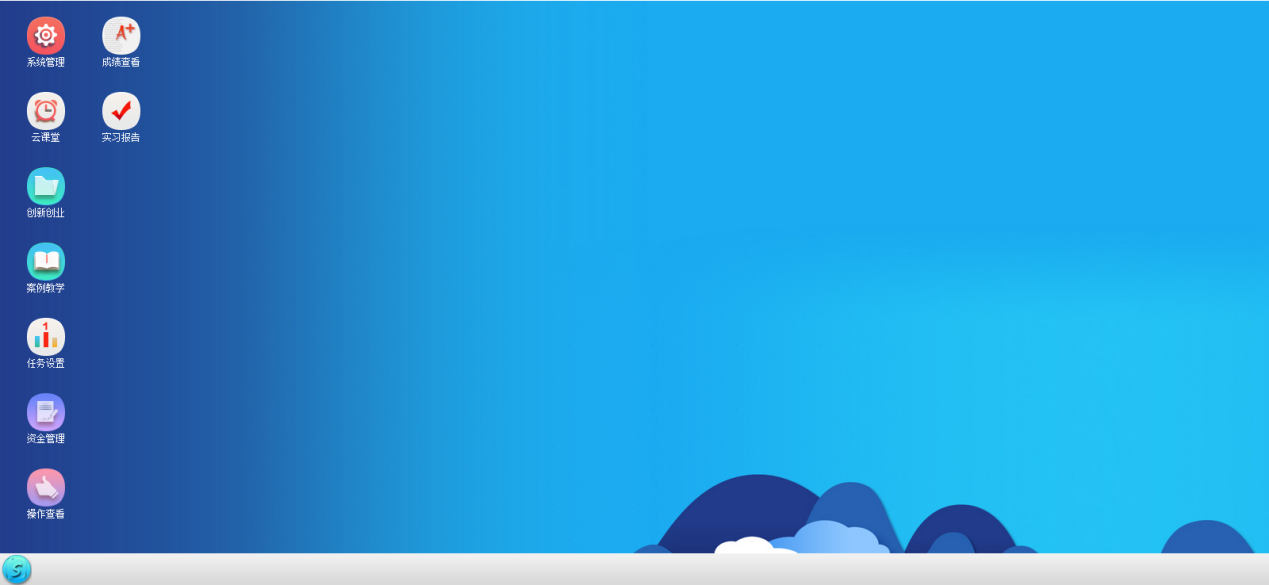 系统管理
成绩查看
云课堂
实习报告
创新创业
案例教学
1
任务设置
资金管理
操作查看